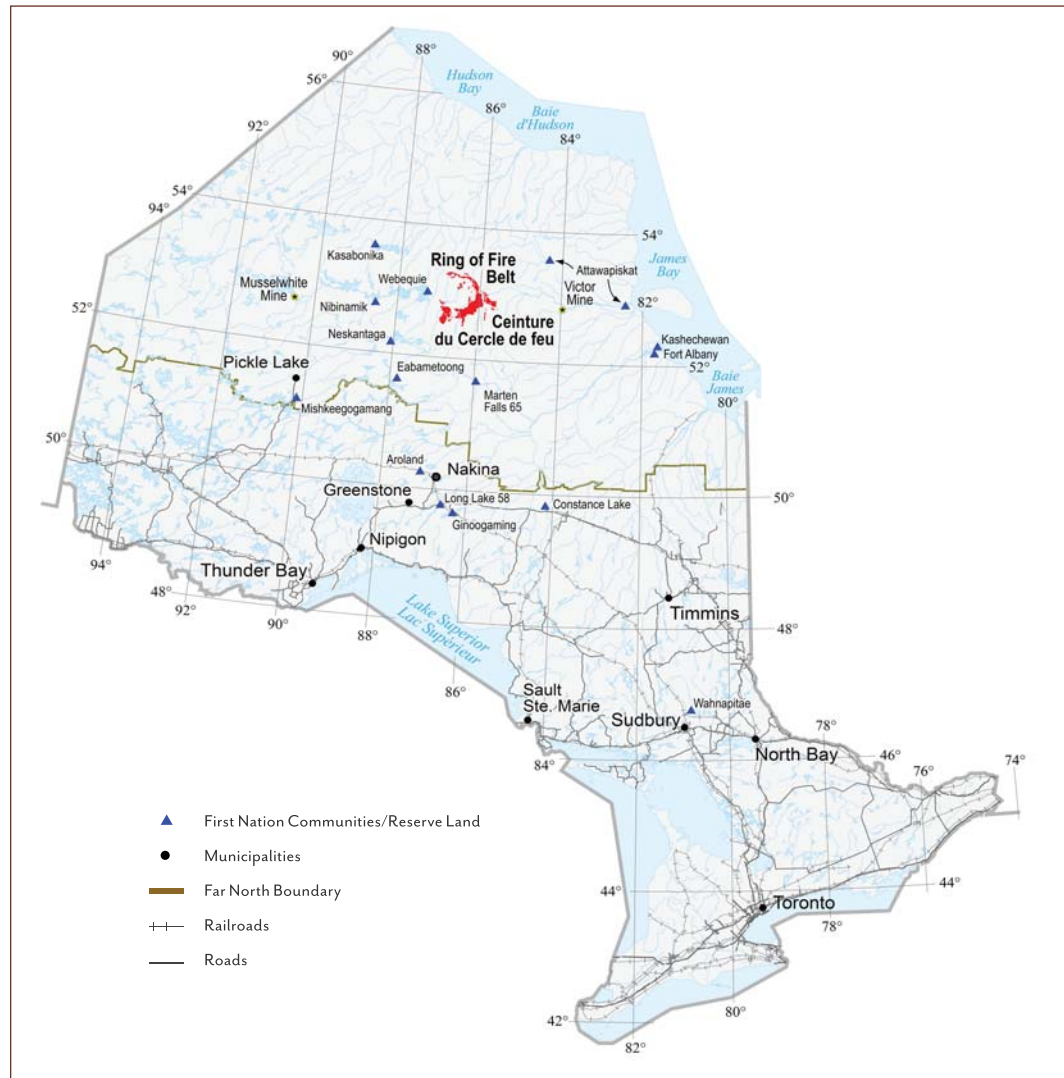 90°
88°
56°
Hudson
Bay
86°
Baie
d'Hudson
92°
84°
54°
94°
54°
Kasabonika
Ring of Fire
Belt
James
Bay
Attawapiskat
Webequie
Musselwhite
Mine
Victor
Mine
82°
52°
Nibinamik
Ceinture
du Cercle de feu
Neskantaga
Kashechewan
Fort Albany
Pickle Lake
Eabametoong
52°
Marten
Falls 65
Baie
James
80°
Mishkeegogamang
50°
Aroland
Nakina
Greenstone
Long Lake 58
Constance Lake
50°
Ginoogaming
Nipigon
94°
Thunder Bay
48°
92°
90°
88°
Lake Superior
Lac Supérieur
Timmins
48°
86°
Sault
Ste. Marie
Wahnapitae
Sudbury
78°
North Bay
46°
76°
74°
84°
First Nation Communities/Reserve Land
Municipalities
Far North Boundary
Railroads
Roads
44°
44°
Toronto
78°
80°
42°
82°